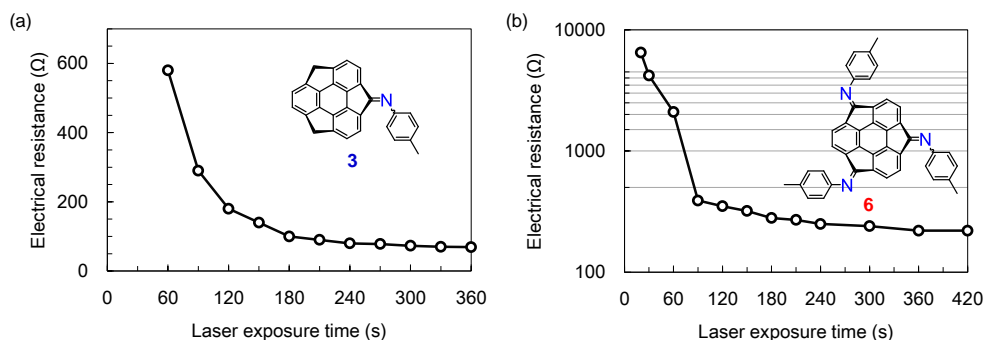 (a)
Electrical resistance (Ω)
600
400
200
0
0 60 120 180 240 300 360
Laser exposure time (s)
N
3
(b)
Electrical resistance (Ω)
10000
1000
100
0 60 120 180 240 300 360 420
Laser exposure time (s)
N
N
N
6